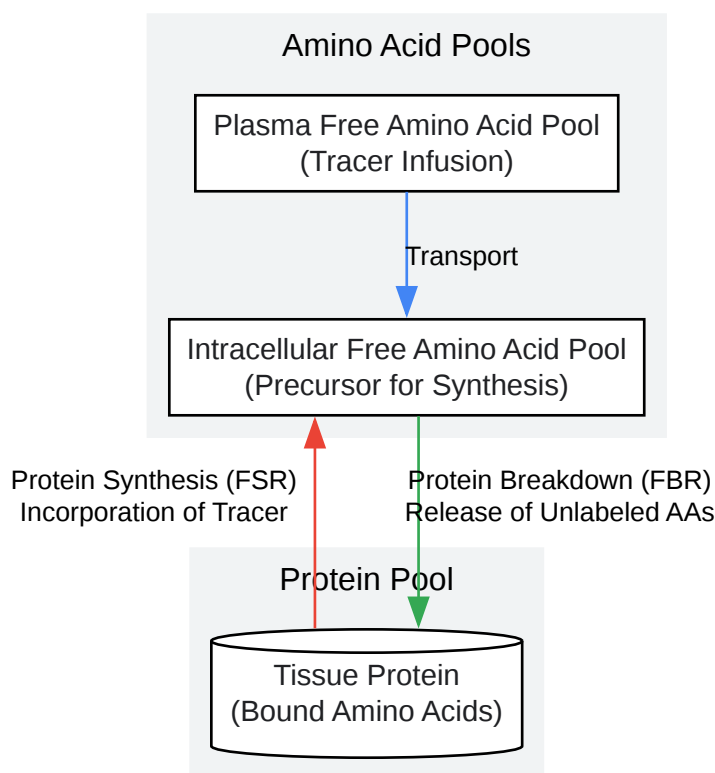 Amino Acid Pools
Plasma Free Amino Acid Pool
(Tracer Infusion)
Transport
Intracellular Free Amino Acid Pool
(Precursor for Synthesis)
Protein Synthesis (FSR)
Incorporation of Tracer
Protein Breakdown (FBR)
Release of Unlabeled AAs
Protein Pool
Tissue Protein
(Bound Amino Acids)